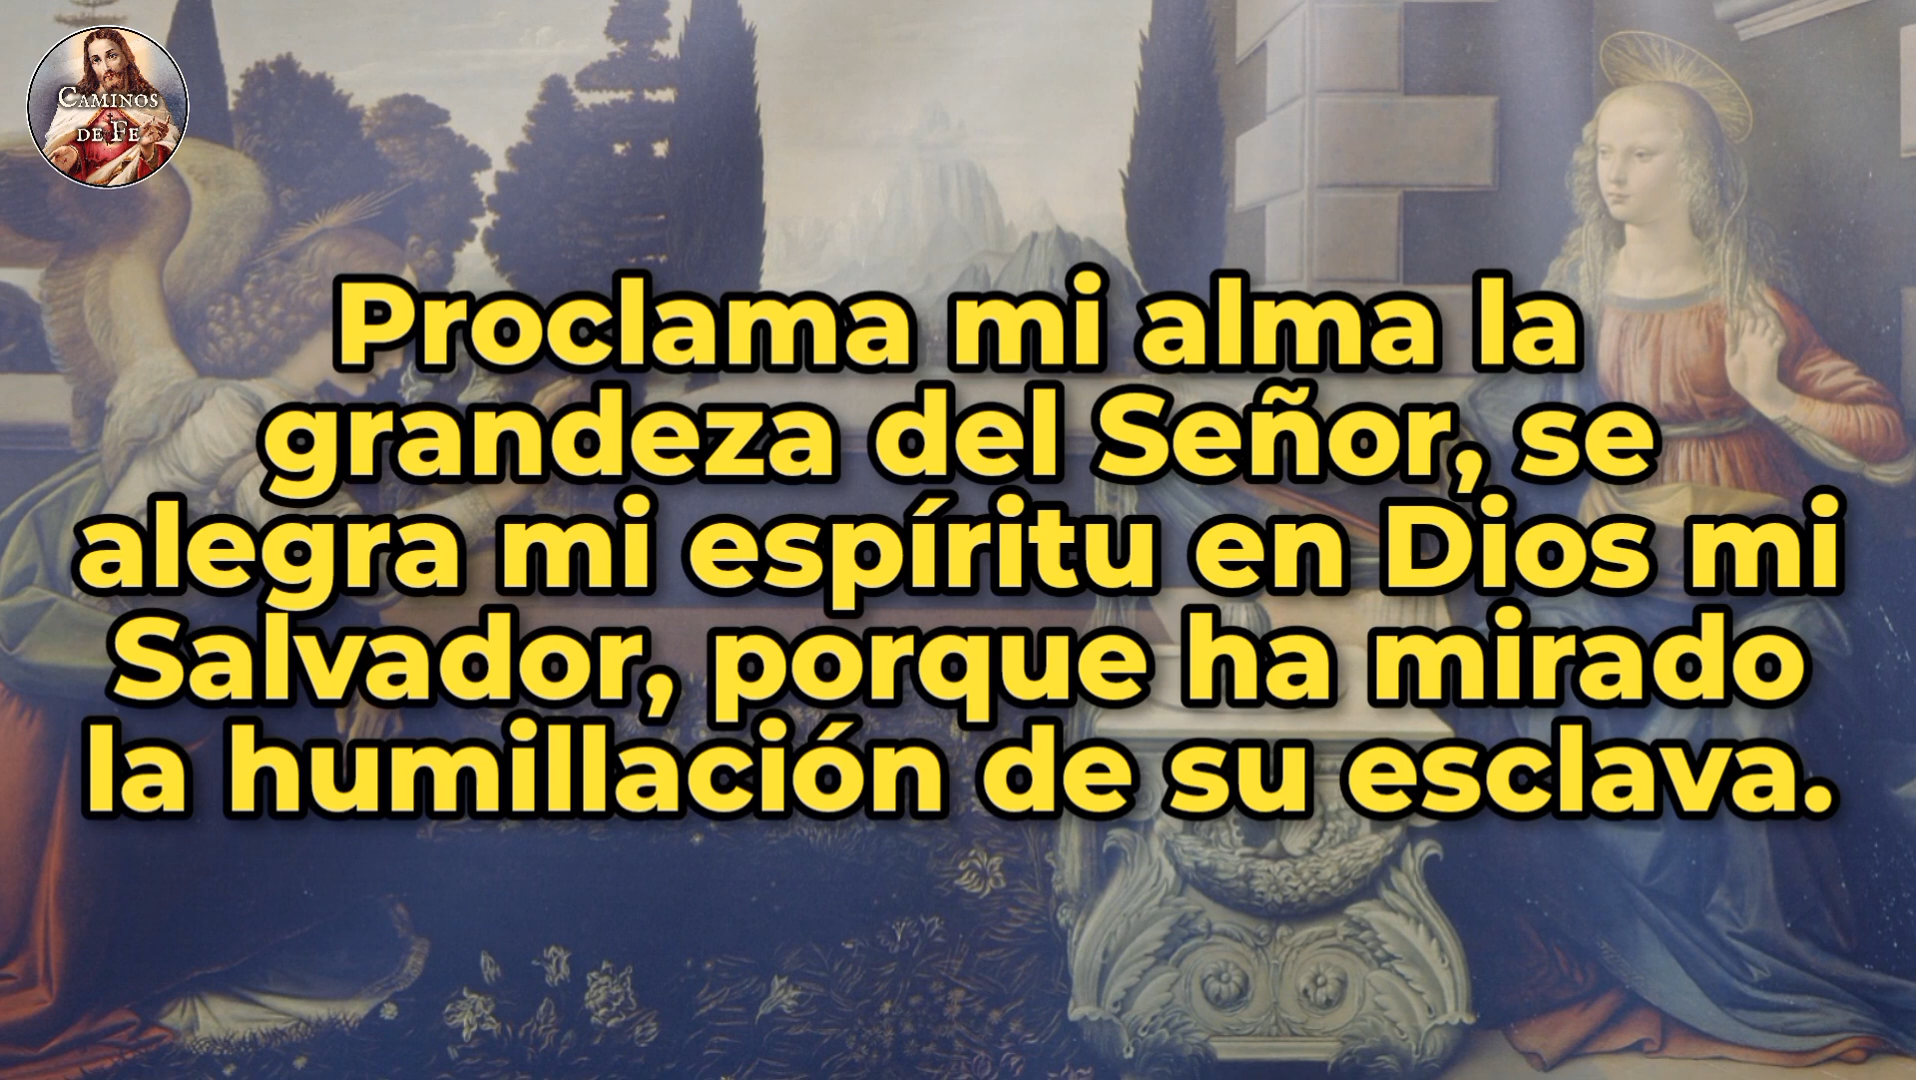 CAMINOS
DE FE
Proclama mi alma la
grandeza del Señor, se
alegra mi espíritu en Dios mi
Salvador, porque ha mirado
la humillación de su esclava.